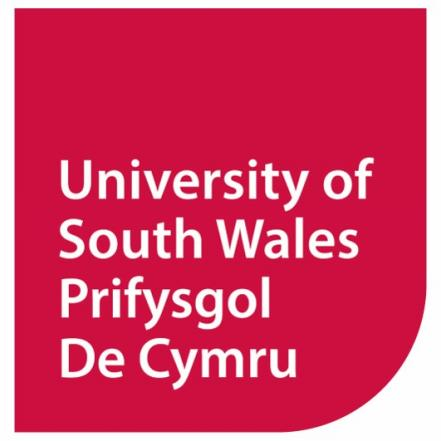 University of
South Wales
Prifysgol
De Cymru